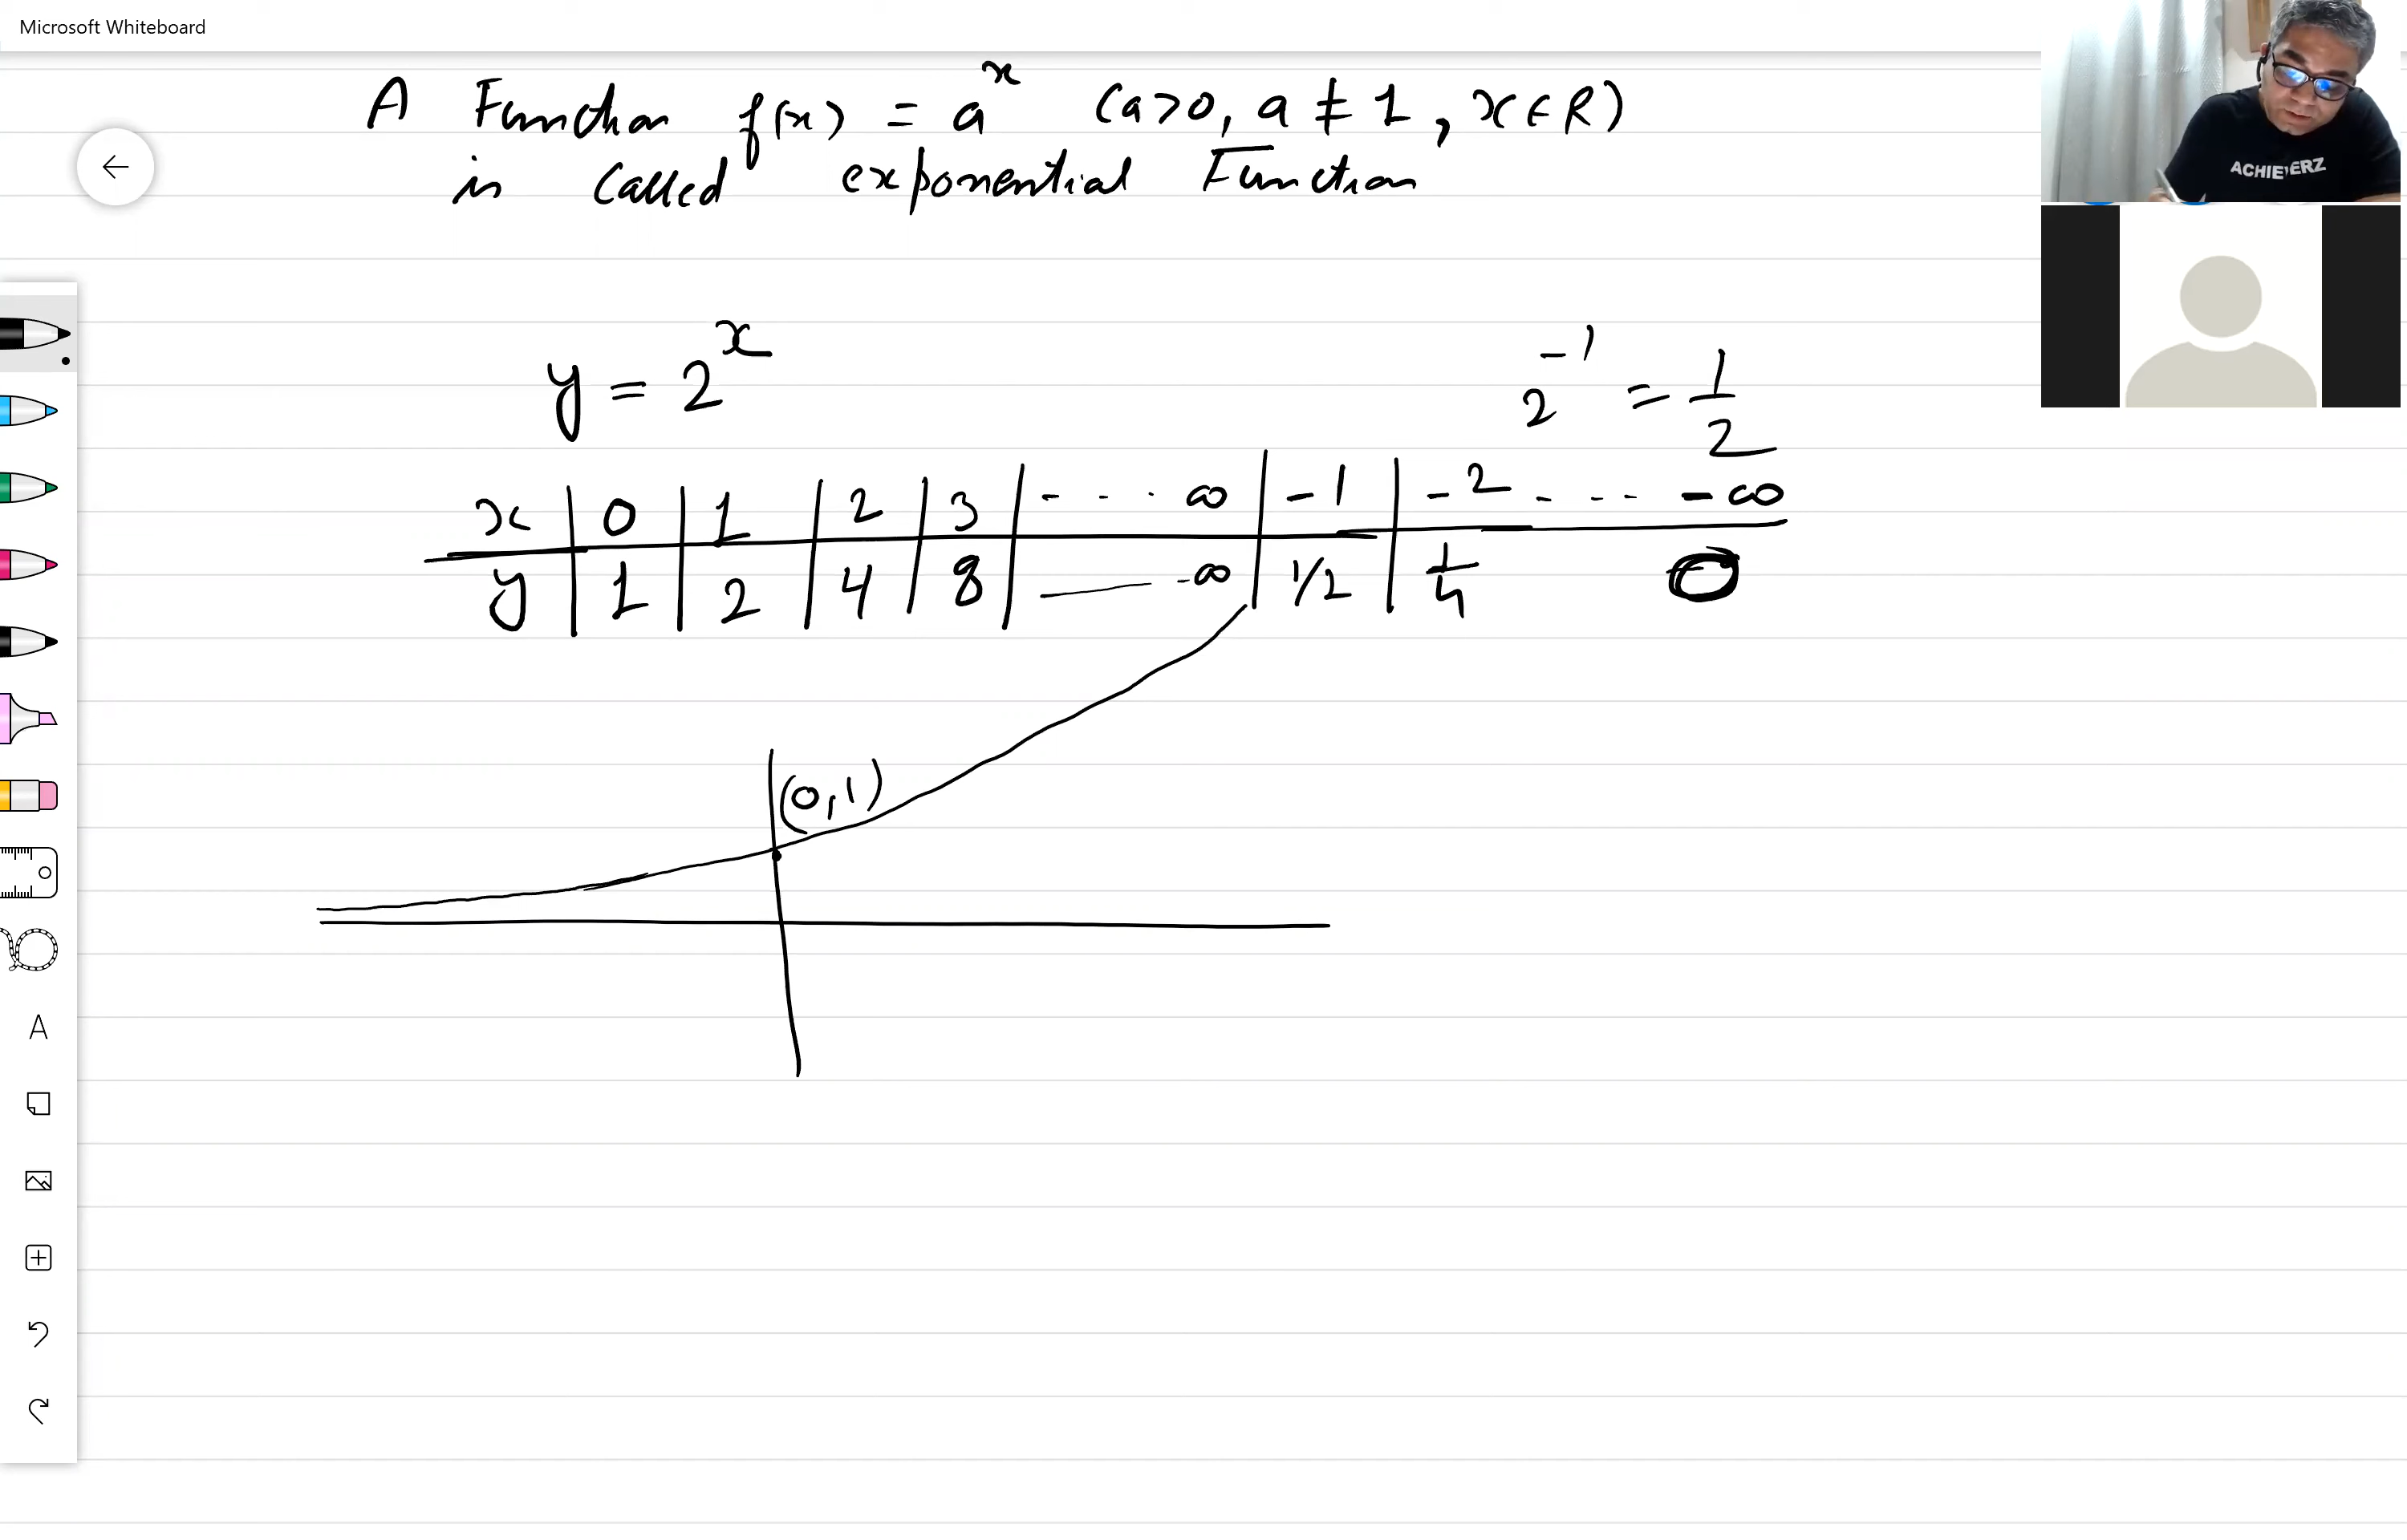 Microsoft Whiteboard
A Function f(x) = a^x (a>0, a ≠ 1, x∈R)
is called exponential Function
ACHIEVERZ
y = 2^x
2^-1 = 1/2
x | 0 | 1 | 2 | 3 | - - - ∞ | -1 | -2 - - - -∞
y | 1 | 2 | 4 | 8 | —— -∞ | 1/2 | 1/4 0
(0,1)
A